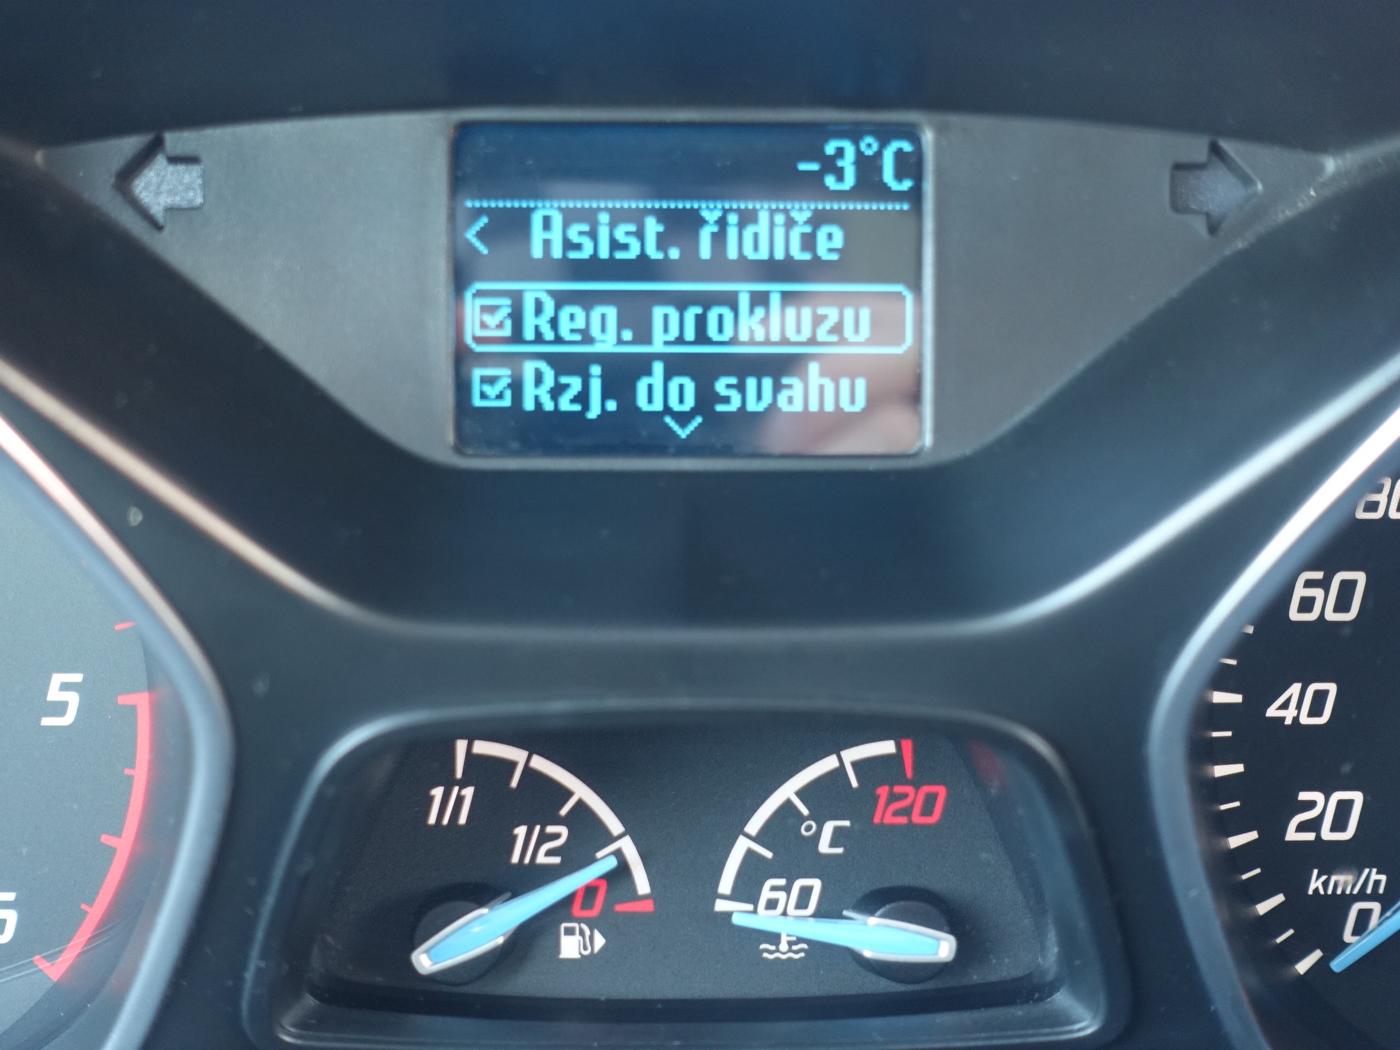 -3°C
< Asist. řidiče
Reg. prokluzu
Rzj. do svahu
5
1/1
1/2
0
120
°C
60
80
60
40
20
km/h
0